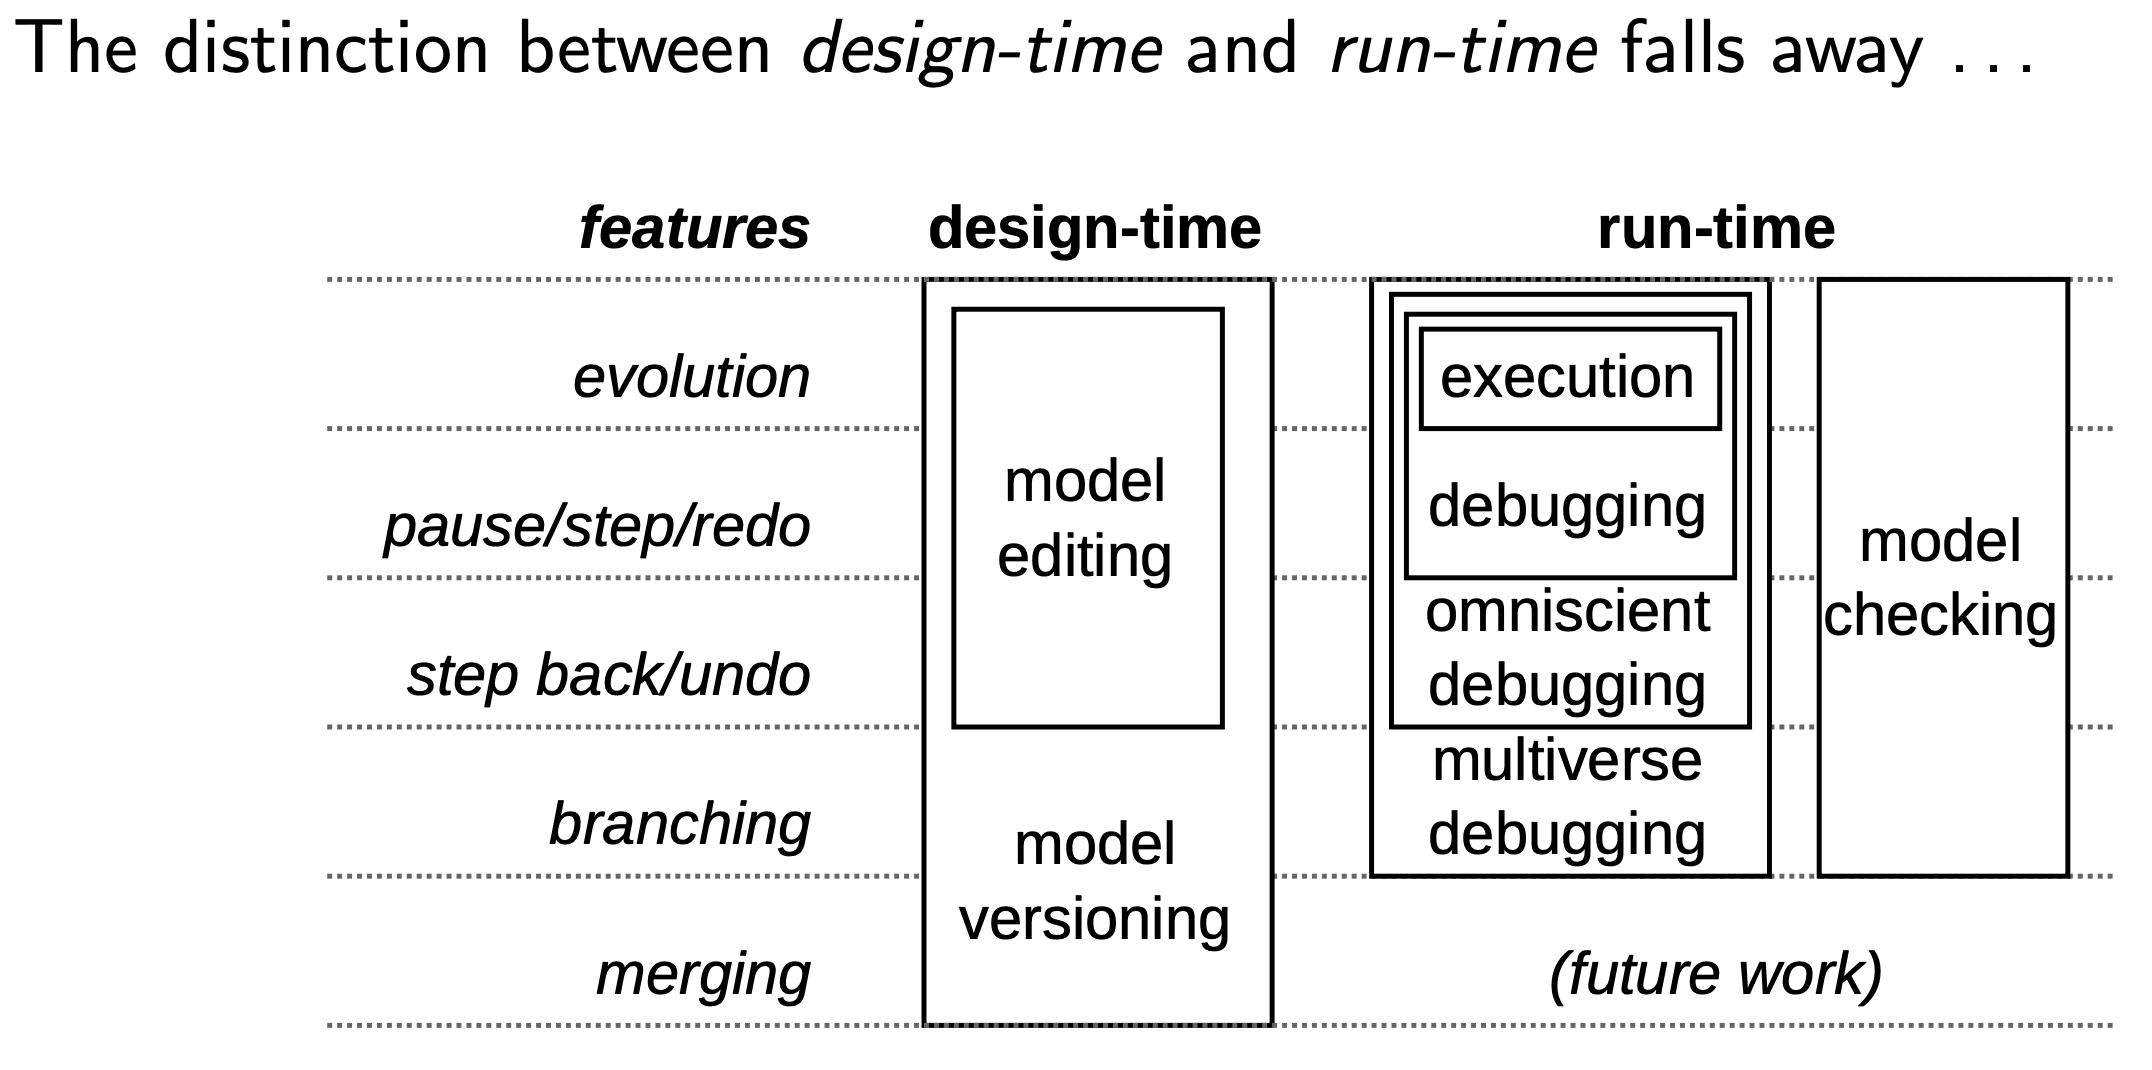 The distinction between design-time and run-time falls away ...
features design-time run-time
evolution
pause/step/redo
step back/undo
branching
merging
model
editing
model
versioning
execution
debugging
omniscient
debugging
multiverse
debugging
model
checking
(future work)